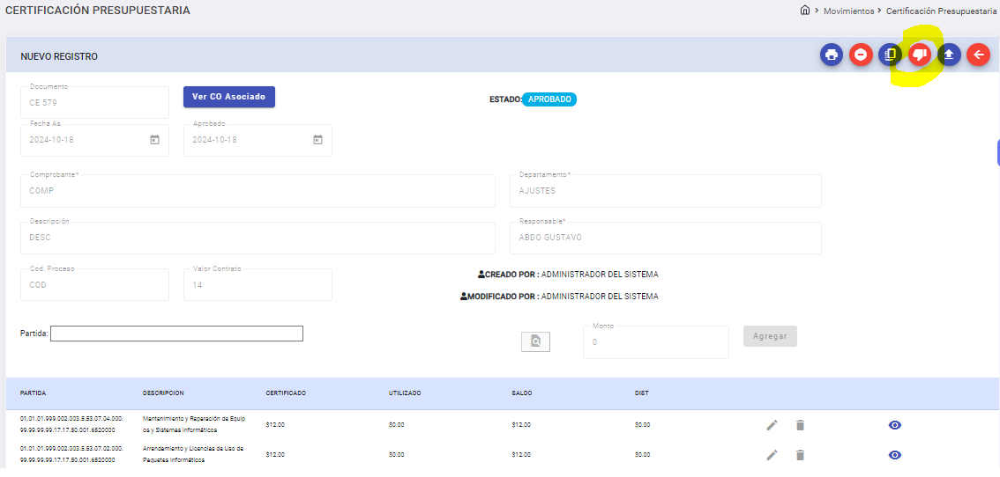 CERTIFICACIÓN PRESUPUESTARIA
Movimientos
Certificación Presupuestaria
NUEVO REGISTRO
Documento
CE 579
Ver CO Asociado
ESTADO: APROBADO
Fecha As.
2024-10-18
Aprobado
2024-10-18
Comprobante*
COMP
Departamento*
AJUSTES
Descripción
DESC
Responsable*
ABDO GUSTAVO
Cod. Proceso
COD
Valor Contrato
14
CREADO POR : ADMINISTRADOR DEL SISTEMA
MODIFICADO POR : ADMINISTRADOR DEL SISTEMA
Partida:
Monto
0
Agregar
PARTIDA DESCRIPCION CERTIFICADO UTILIZADO SALDO DIST
01.01.01.999.002.003.5.53.07.04.000.
99.99.99.99.17.17.50.001.6520000
Mantenimiento y Reparación de Equip
os y Sistemas Informáticos
$12.00 $0.00 $12.00 $0.00
01.01.01.999.002.003.5.53.07.02.000.
99.99.99.99.17.17.50.001.6520000
Arrendamiento y Licencias de Uso de
Paquetes Informáticos
$12.00 $0.00 $12.00 $0.00